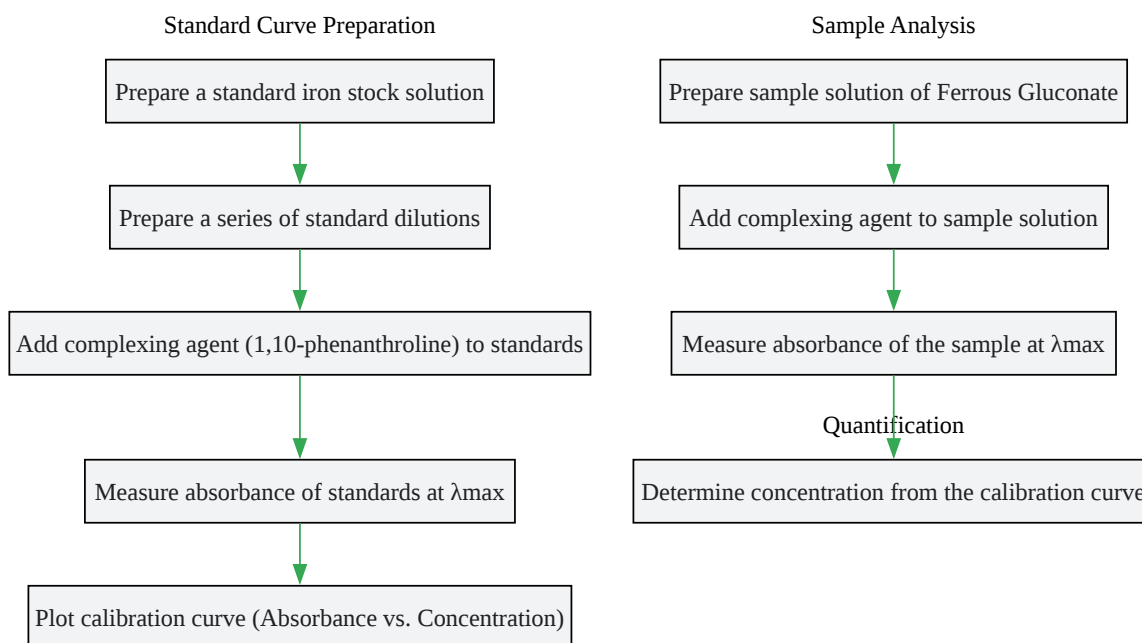 Standard Curve Preparation
Prepare a standard iron stock solution
Prepare a series of standard dilutions
Add complexing agent (1,10-phenanthroline) to standards
Measure absorbance of standards at λmax
Plot calibration curve (Absorbance vs. Concentration)
Sample Analysis
Prepare sample solution of Ferrous Gluconate
Add complexing agent to sample solution
Measure absorbance of the sample at λmax
Quantification
Determine concentration from the calibration curve